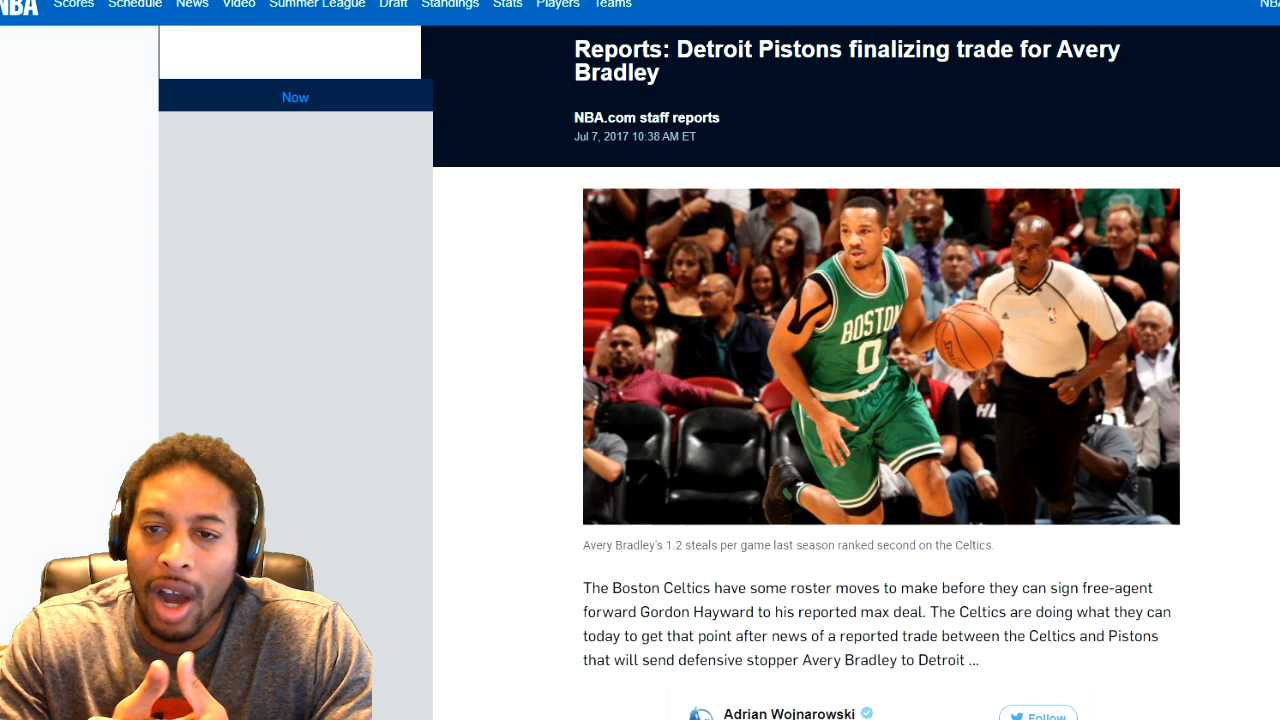 NBA Scores Schedule News Video Summer League Draft Standings Stats Players Teams NBA
Reports: Detroit Pistons finalizing trade for Avery
Bradley
Now
NBA.com staff reports
Jul 7, 2017 10:38 AM ET
BOSTON
0
Avery Bradley's 1.2 steals per game last season ranked second on the Celtics.
The Boston Celtics have some roster moves to make before they can sign free-agent
forward Gordon Hayward to his reported max deal. The Celtics are doing what they can
today to get that point after news of a reported trade between the Celtics and Pistons
that will send defensive stopper Avery Bradley to Detroit ...
Adrian Wojnarowski
Follow